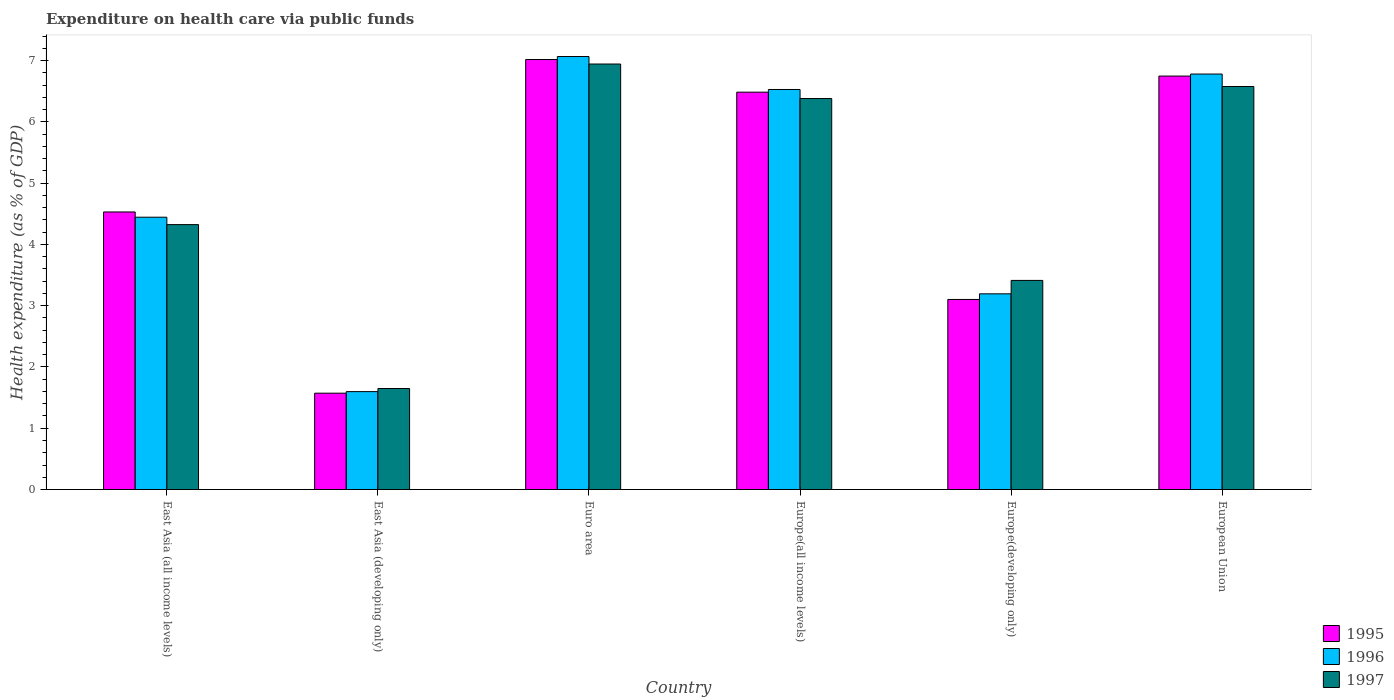 Expenditure on health care via public funds
Health expenditure (as % of GDP)
7
6
5
4
3
2
1
0
East Asia (all income levels)
East Asia (developing only)
Euro area
Europe(all income levels)
Europe(developing only)
European Union
Country
1995
1996
1997